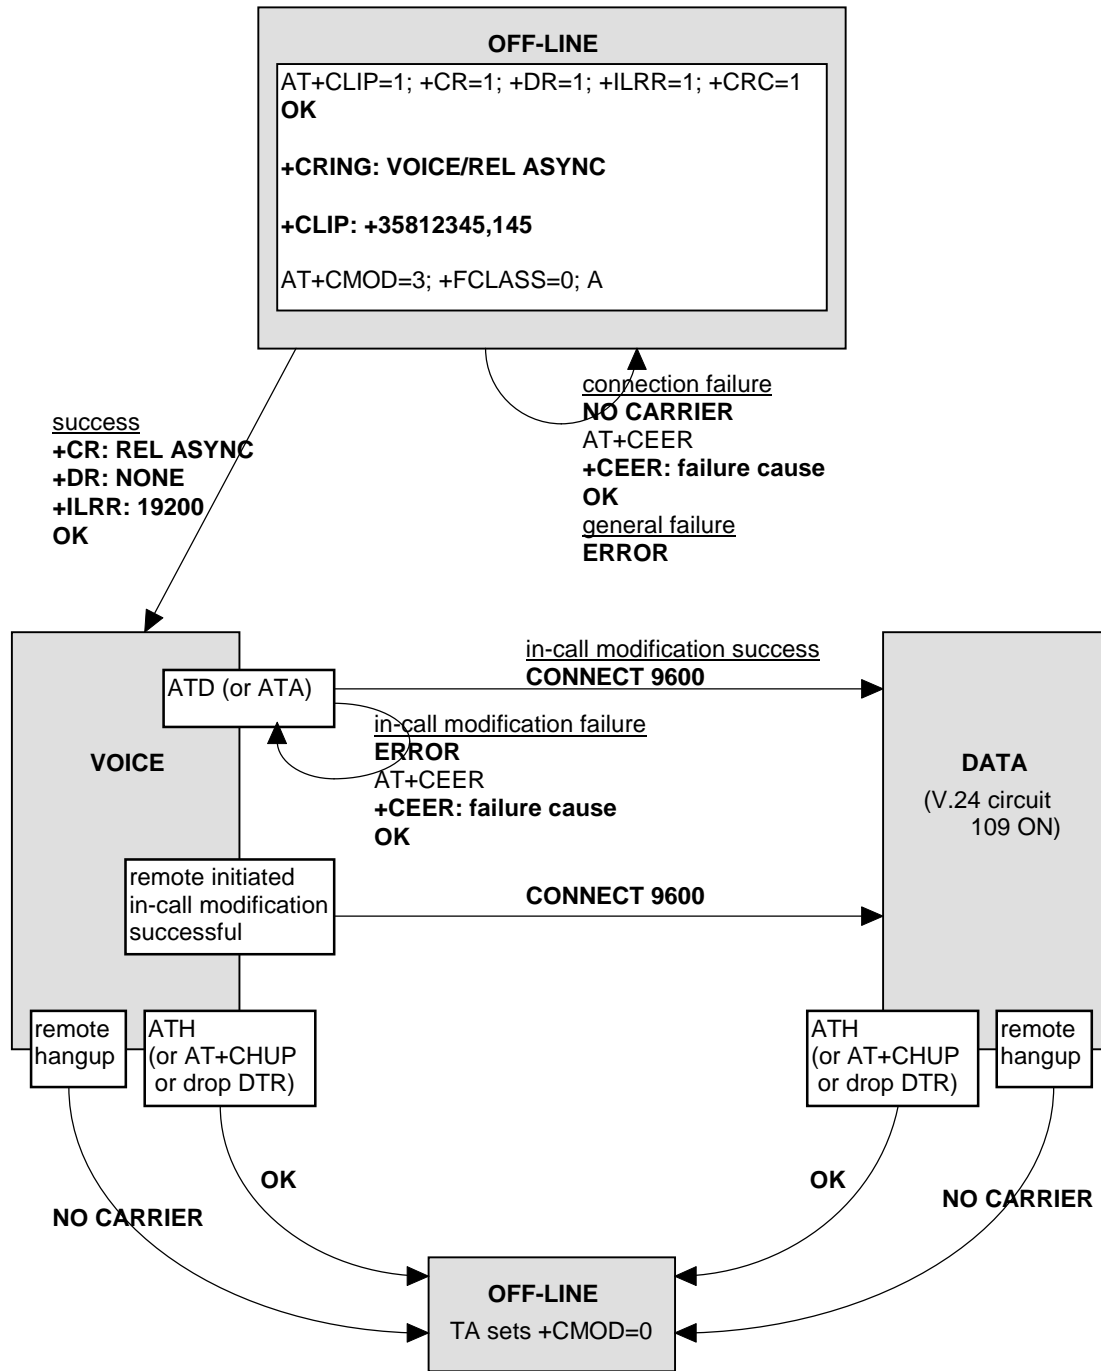 OFF-LINE
AT+CLIP=1; +CR=1; +DR=1; +ILRR=1; +CRC=1
OK
+CRING: VOICE/REL ASYNC
+CLIP: +35812345,145
AT+CMOD=3; +FCLASS=0; A
success
+CR: REL ASYNC
+DR: NONE
+ILRR: 19200
OK
connection failure
NO CARRIER
AT+CEER
+CEER: failure cause
OK
general failure
ERROR
VOICE
ATD (or ATA)
in-call modification success
CONNECT 9600
in-call modification failure
ERROR
AT+CEER
+CEER: failure cause
OK
DATA
(V.24 circuit
109 ON)
remote initiated
in-call modification
successful
CONNECT 9600
remote
hangup
ATH
(or AT+CHUP
or drop DTR)
ATH
(or AT+CHUP
or drop DTR)
remote
hangup
NO CARRIER
OK
OK
NO CARRIER
OFF-LINE
TA sets +CMOD=0